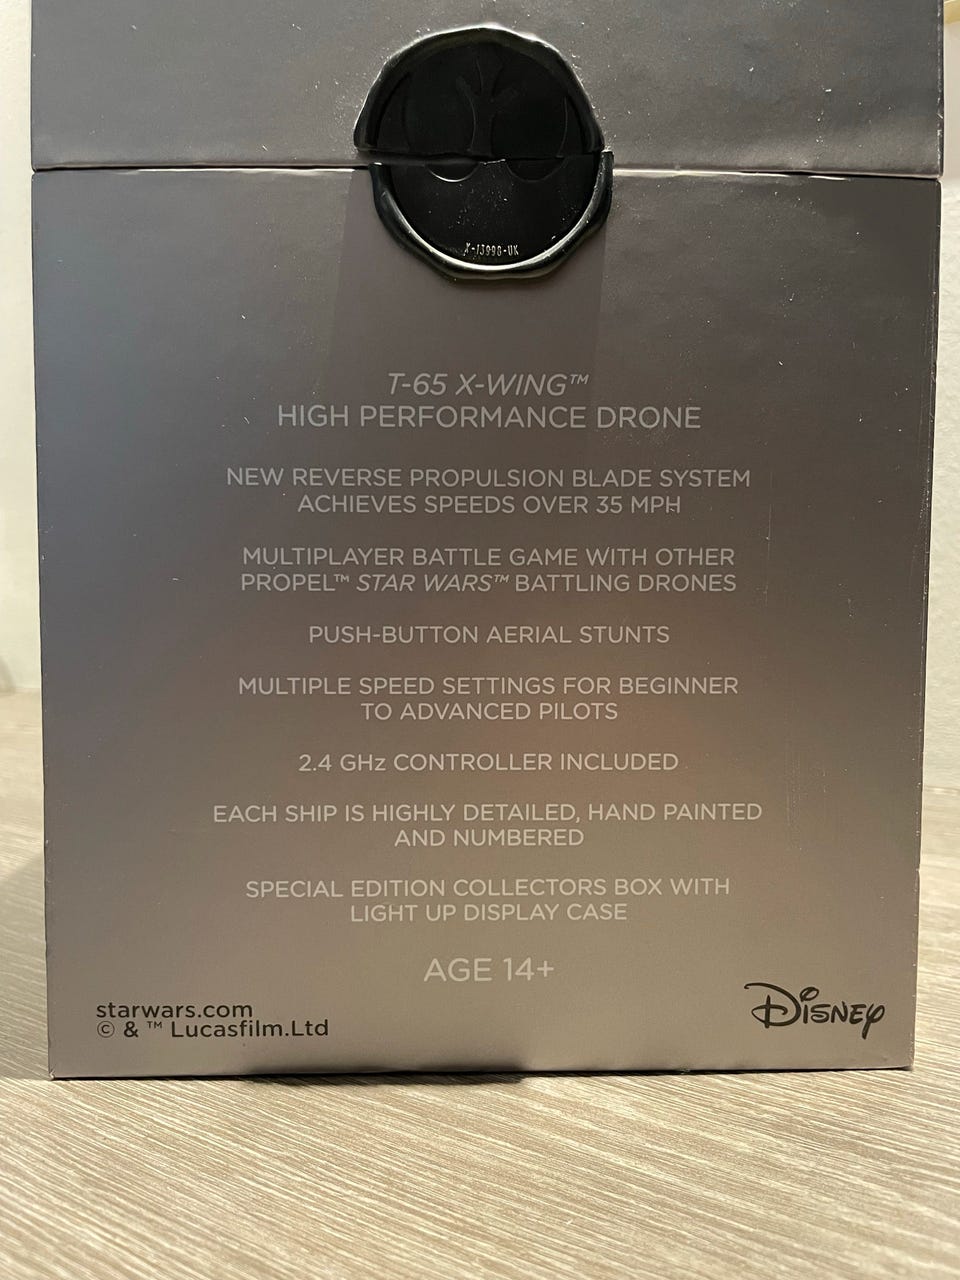 X-13998-UK
T-65 X-WING™
HIGH PERFORMANCE DRONE
NEW REVERSE PROPULSION BLADE SYSTEM
ACHIEVES SPEEDS OVER 35 MPH
MULTIPLAYER BATTLE GAME WITH OTHER
PROPEL™ STAR WARS™ BATTLING DRONES
PUSH-BUTTON AERIAL STUNTS
MULTIPLE SPEED SETTINGS FOR BEGINNER
TO ADVANCED PILOTS
2.4 GHz CONTROLLER INCLUDED
EACH SHIP IS HIGHLY DETAILED, HAND PAINTED
AND NUMBERED
SPECIAL EDITION COLLECTORS BOX WITH
LIGHT UP DISPLAY CASE
AGE 14+
starwars.com
© & ™ Lucasfilm.Ltd
Disney